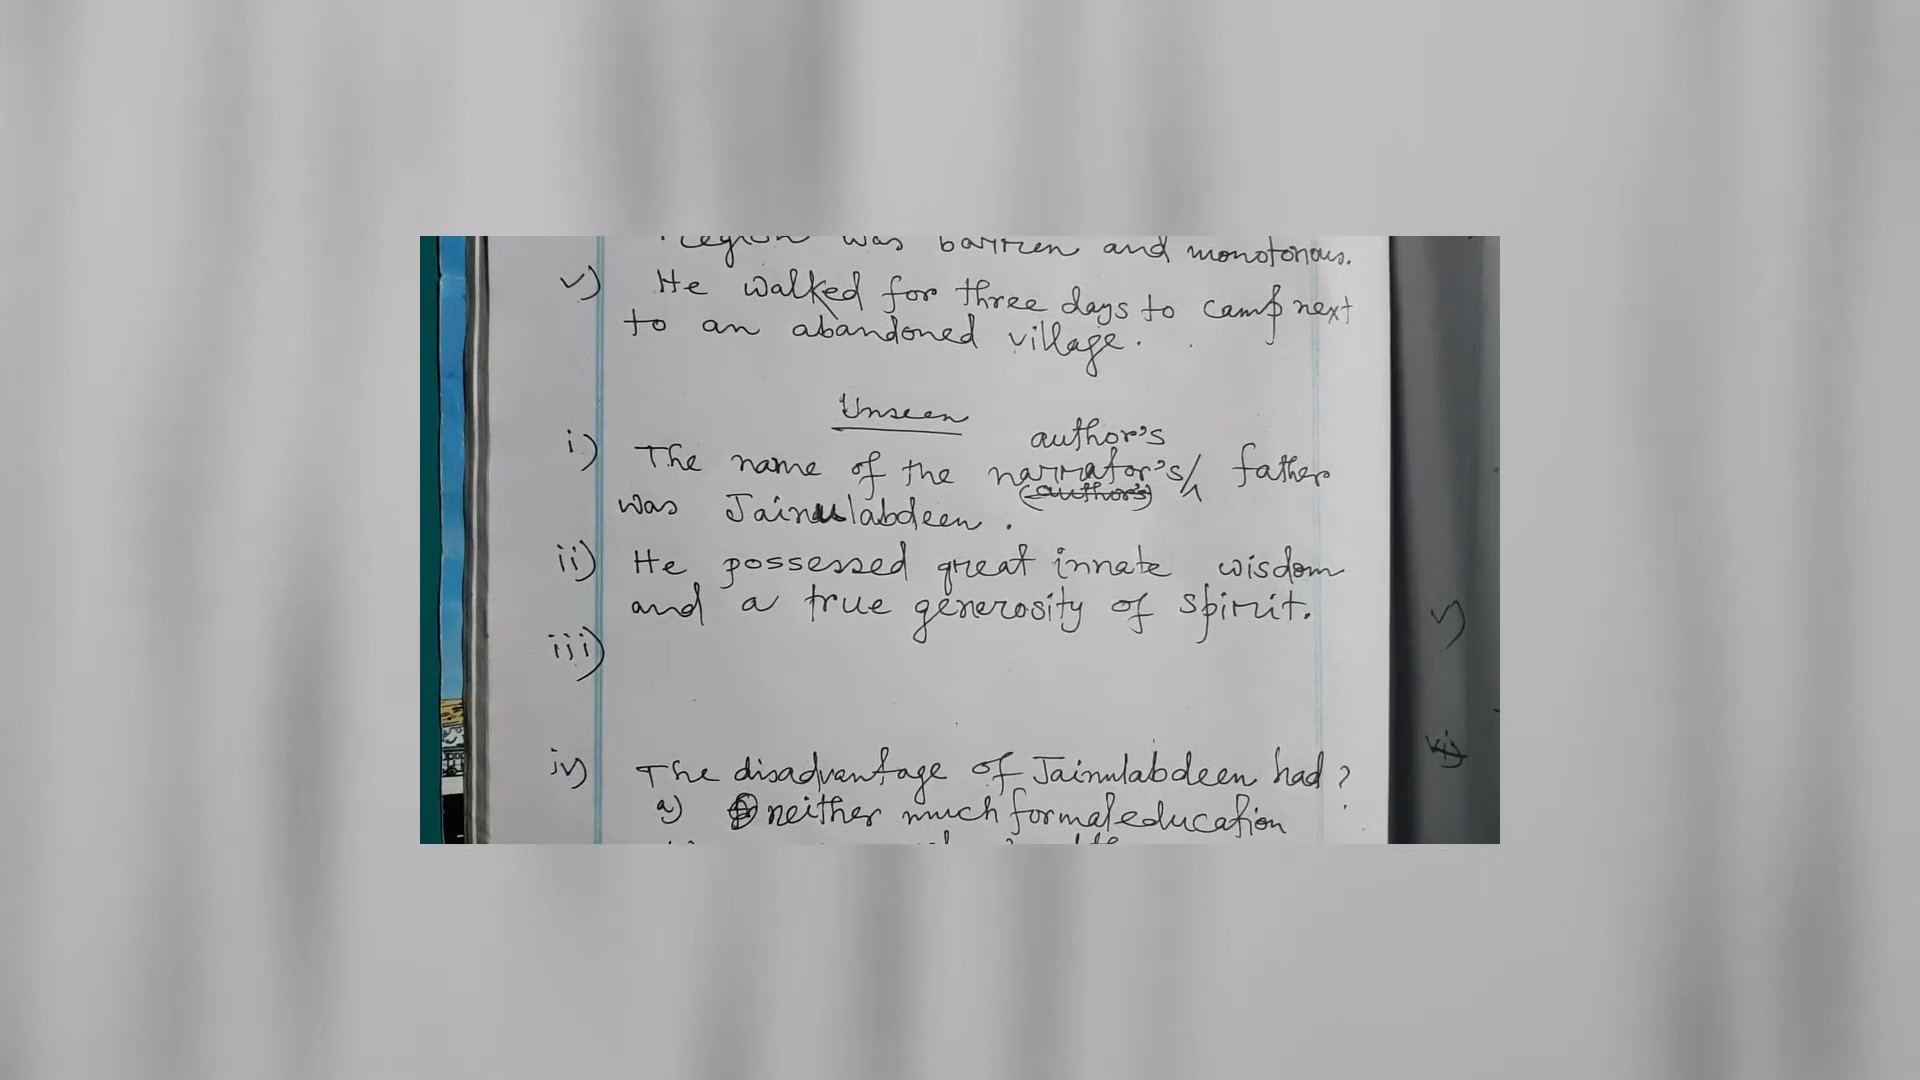 region was barren and monotonous.
v) He walked for three days to camp next
to an abandoned village.
Unseen
author's
i) The name of the narrator's/ father
(author's)
was Jainulabdeen.
ii) He possessed great innate wisdom
and a true generosity of spirit.
iii)
iv) The disadvantage of Jainulabdeen had?
a) neither much formal education
v)